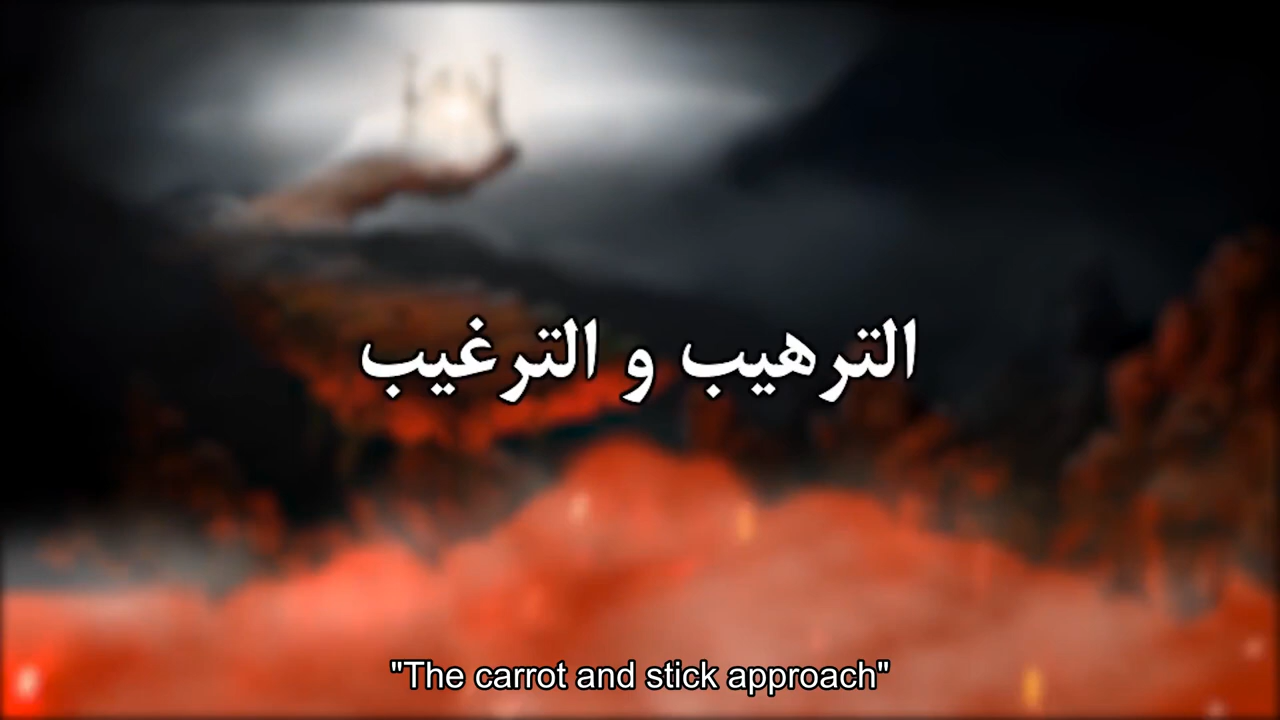 الترهيب و الترغيب
"The carrot and stick approach"